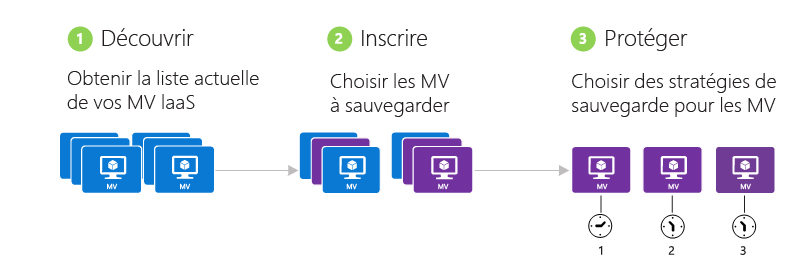 1 Découvrir
Obtenir la liste actuelle
de vos MV IaaS
MV
MV
2 Inscrire
Choisir les MV
à sauvegarder
MV
MV
3 Protéger
Choisir des stratégies de
sauvegarde pour les MV
MV
MV
MV
1
2
3